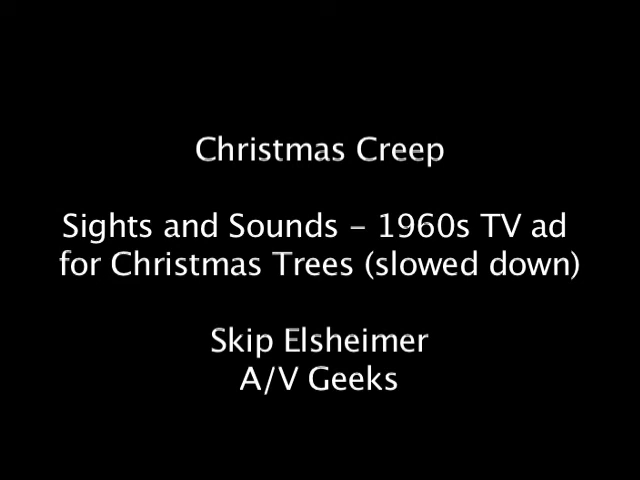 Christmas Creep
Sights and Sounds - 1960s TV ad
for Christmas Trees (slowed down)
Skip Elsheimer
A/V Geeks